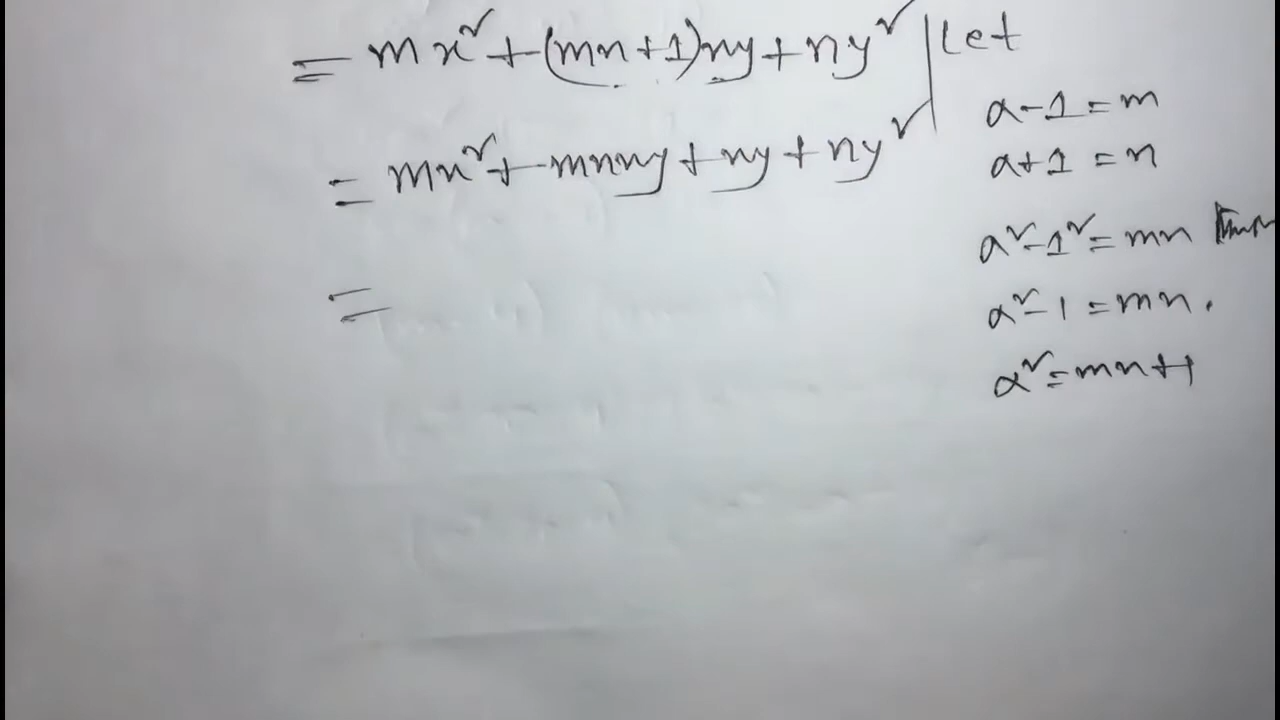 = mx² + (mn+1)xy + ny² | Let
a-1 = m
= mx² + mnxy + xy + ny²
a+1 = n
a²-1² = mn
=
a²-1 = mn.
a² = mn+1